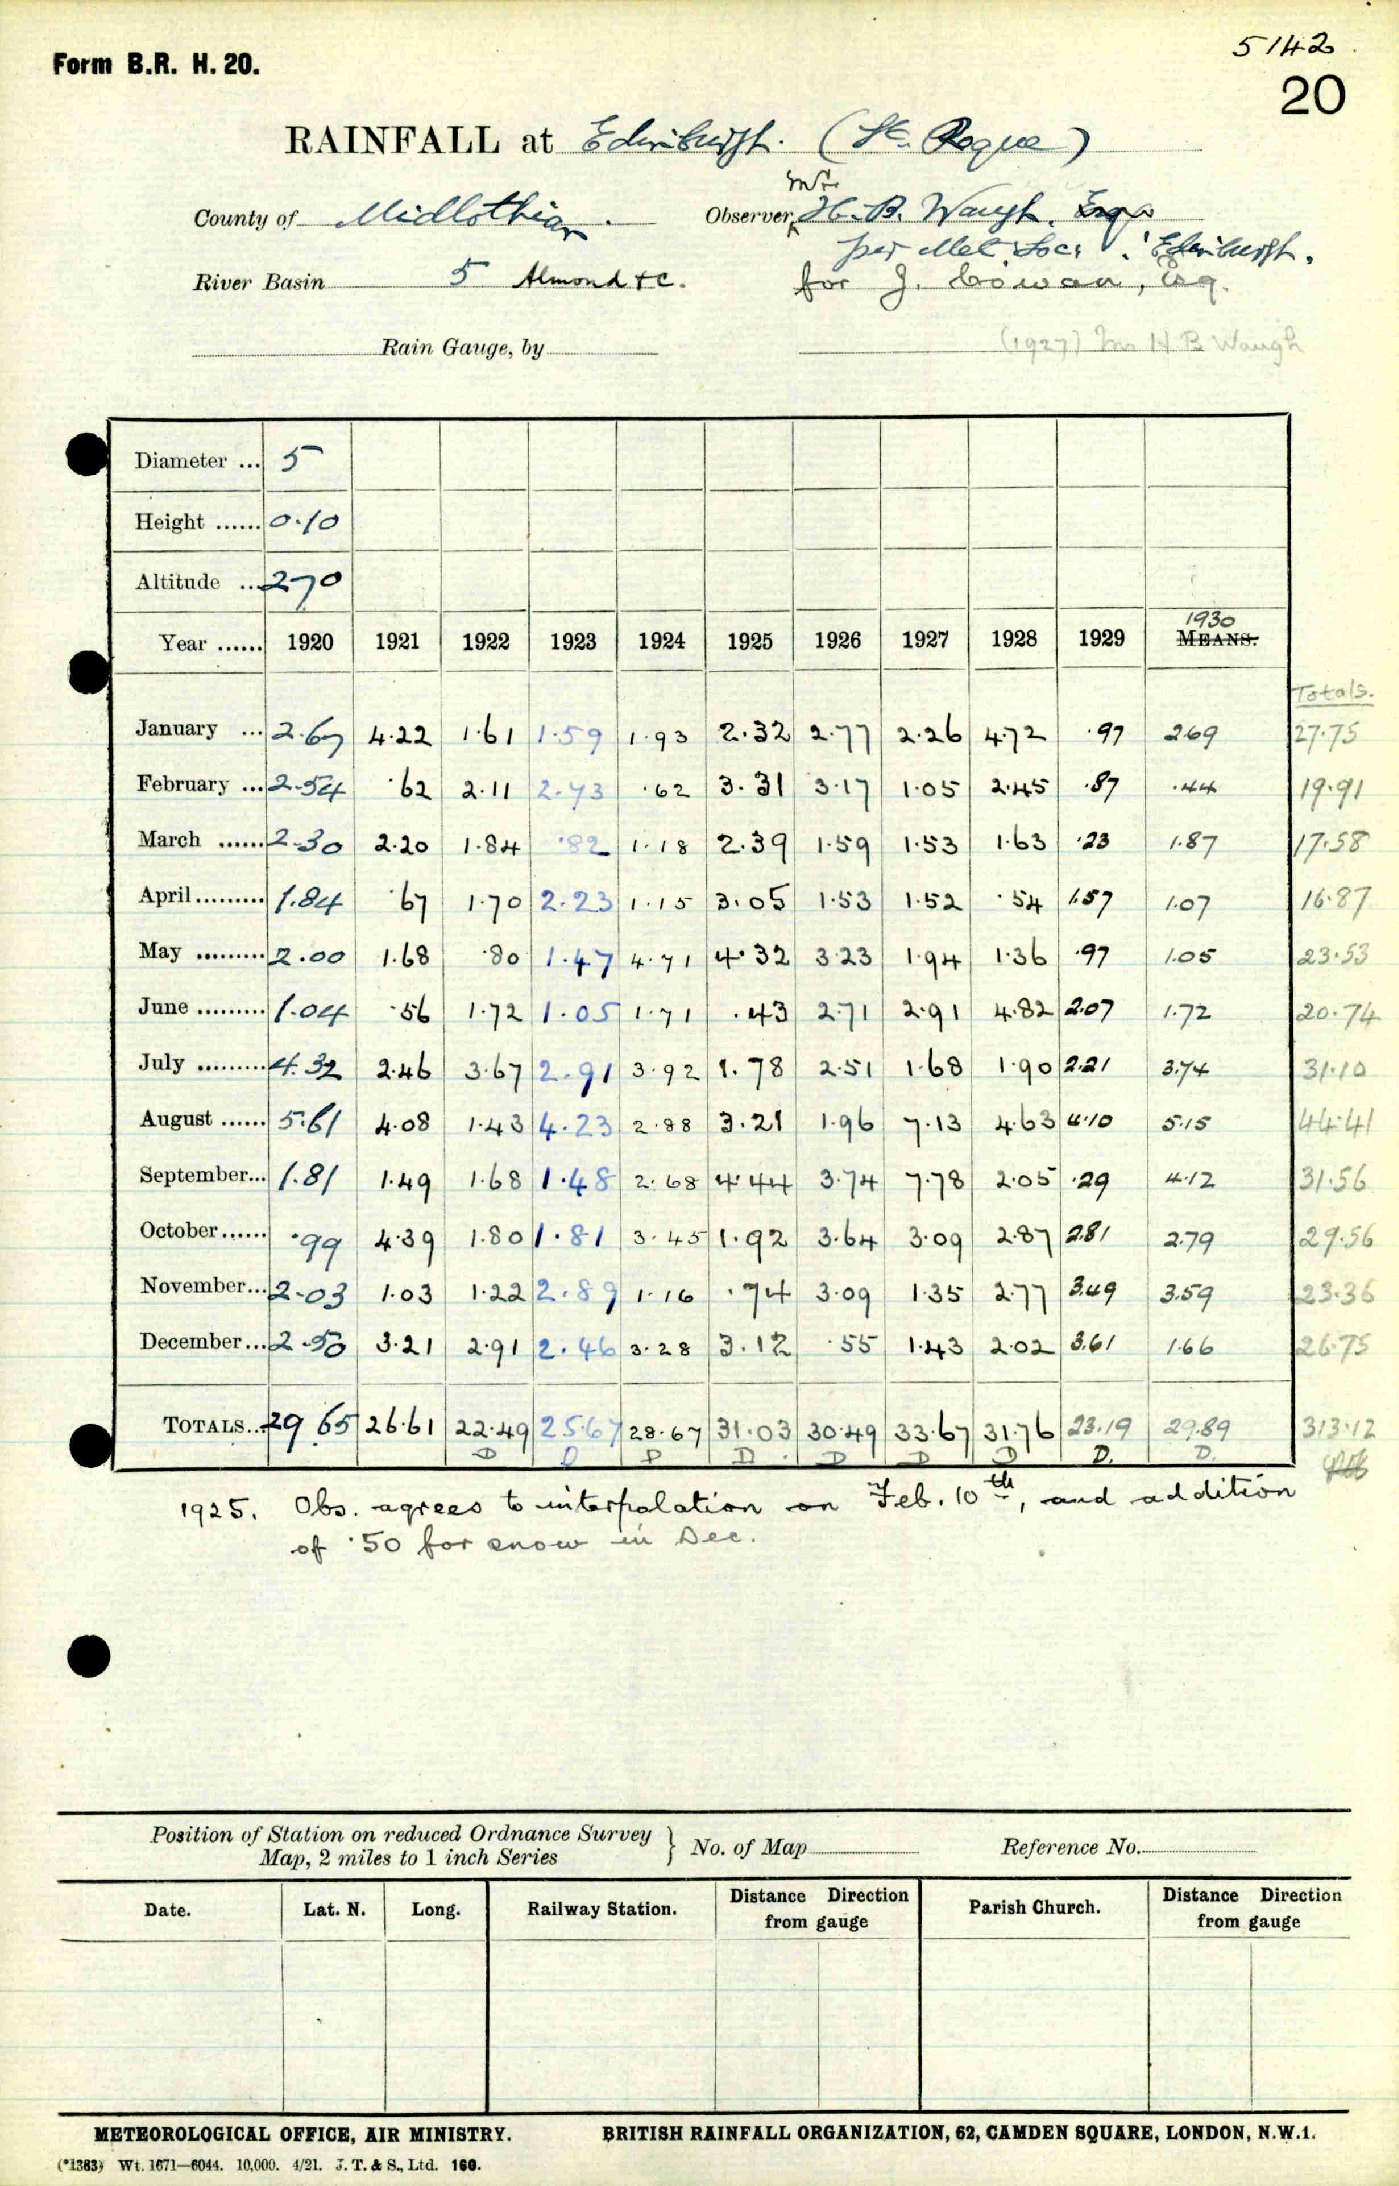 5142
Form B.R. H. 20.
20
RAINFALL at Edinburgh. (St. Roque)
Mr
County of Midlothian. Observer, H. B. Waugh, Esq.
per Met. Soc. Edinburgh.
River Basin 5 Almond &c. for J. Cowan, Esq.
Rain Gauge, by (1927) Mr H B Waugh
Diameter ... 5
Height ...... 0.10
Altitude ... 270
1930
Year ...... 1920 1921 1922 1923 1924 1925 1926 1927 1928 1929 MEANS.
Totals.
January ... 2.67 4.22 1.61 1.59 1.93 2.32 2.77 2.26 4.72 .97 2.69 27.75
February ... 2.54 .62 2.11 2.73 .62 3.31 3.17 1.05 2.45 .87 .44 19.91
March ...... 2.30 2.20 1.84 .82 1.18 2.39 1.59 1.53 1.63 .23 1.87 17.58
April ......... 1.84 .67 1.70 2.23 1.15 3.05 1.53 1.52 .54 1.57 1.07 16.87
May ......... 2.00 1.68 .80 1.47 4.71 4.32 3.23 1.94 1.36 .97 1.05 23.53
June ......... 1.04 .56 1.72 1.05 1.71 .43 2.71 2.91 4.82 2.07 1.72 20.74
July ......... 4.32 2.46 3.67 2.91 3.92 1.78 2.51 1.68 1.90 2.21 3.74 31.10
August ...... 5.61 4.08 1.43 4.23 2.88 3.21 1.96 7.13 4.63 4.10 5.15 44.41
September... 1.81 1.49 1.68 1.48 2.68 4.44 3.74 7.78 2.05 .29 4.12 31.56
October...... .99 4.39 1.80 1.81 3.45 1.92 3.64 3.09 2.87 2.81 2.79 29.56
November... 2.03 1.03 1.22 2.89 1.16 .74 3.09 1.35 2.77 3.49 3.59 23.36
December... 2.50 3.21 2.91 2.46 3.28 3.12 .55 1.43 2.02 3.61 1.66 26.75
TOTALS... 29.65 26.61 22.49 25.67 28.67 31.03 30.49 33.67 31.76 23.19 29.89 313.12
D D D D D D D D. D.
1925. Obs. agrees to interpolation on Feb. 10th, and addition
of .50 for snow in Dec.
Position of Station on reduced Ordnance Survey
Map, 2 miles to 1 inch Series } No. of Map Reference No.
Date. Lat. N. Long. Railway Station. Distance Direction from gauge Parish Church. Distance Direction from gauge
METEOROLOGICAL OFFICE, AIR MINISTRY. BRITISH RAINFALL ORGANIZATION, 62, CAMDEN SQUARE, LONDON, N.W.1.
(*1383) Wt. 1671—6044. 10,000. 4/21. J. T. & S., Ltd. 160.